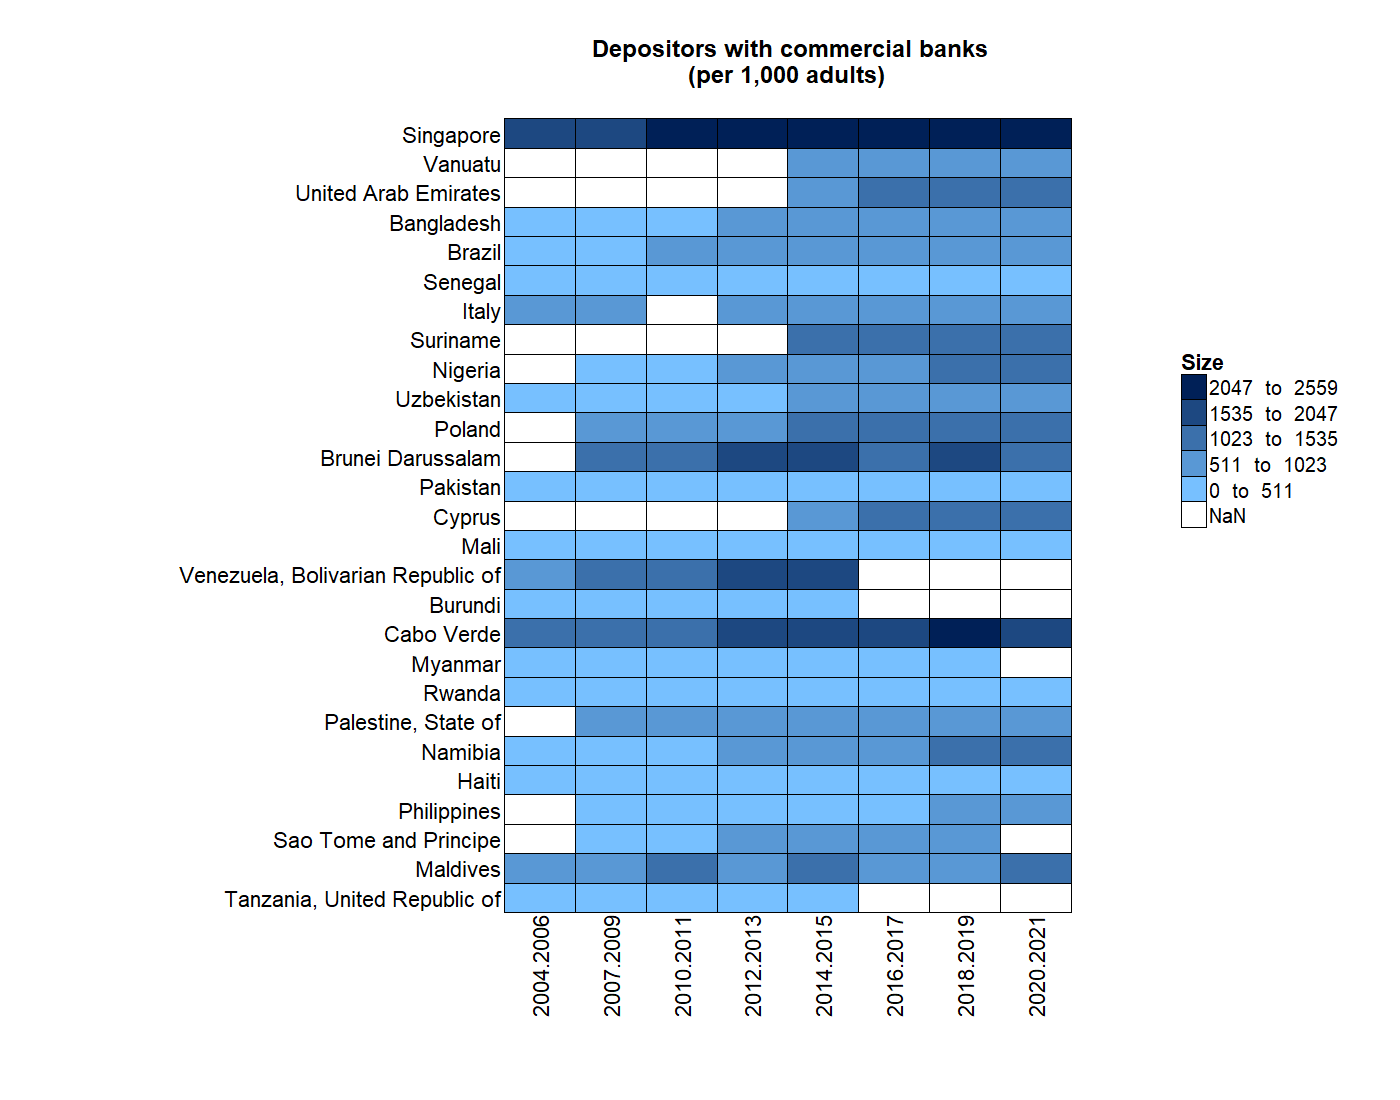 Depositors with commercial banks
(per 1,000 adults)
Singapore
Vanuatu
United Arab Emirates
Bangladesh
Brazil
Senegal
Italy
Suriname
Nigeria
Uzbekistan
Poland
Brunei Darussalam
Pakistan
Cyprus
Mali
Venezuela, Bolivarian Republic of
Burundi
Cabo Verde
Myanmar
Rwanda
Palestine, State of
Namibia
Haiti
Philippines
Sao Tome and Principe
Maldives
Tanzania, United Republic of
2004.2006
2007.2009
2010.2011
2012.2013
2014.2015
2016.2017
2018.2019
2020.2021
Size
2047 to 2559
1535 to 2047
1023 to 1535
511 to 1023
0 to 511
NaN